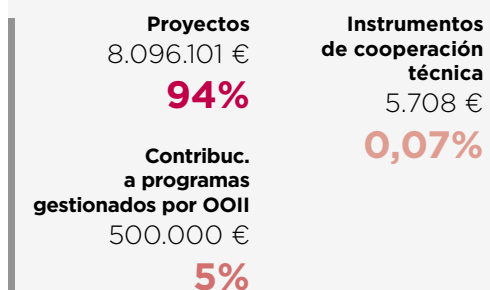 Proyectos
8.096.101 €
94%
Contribuc.
a programas
gestionados por OOII
500.000 €
5%
Instrumentos
de cooperación
técnica
5.708 €
0,07%